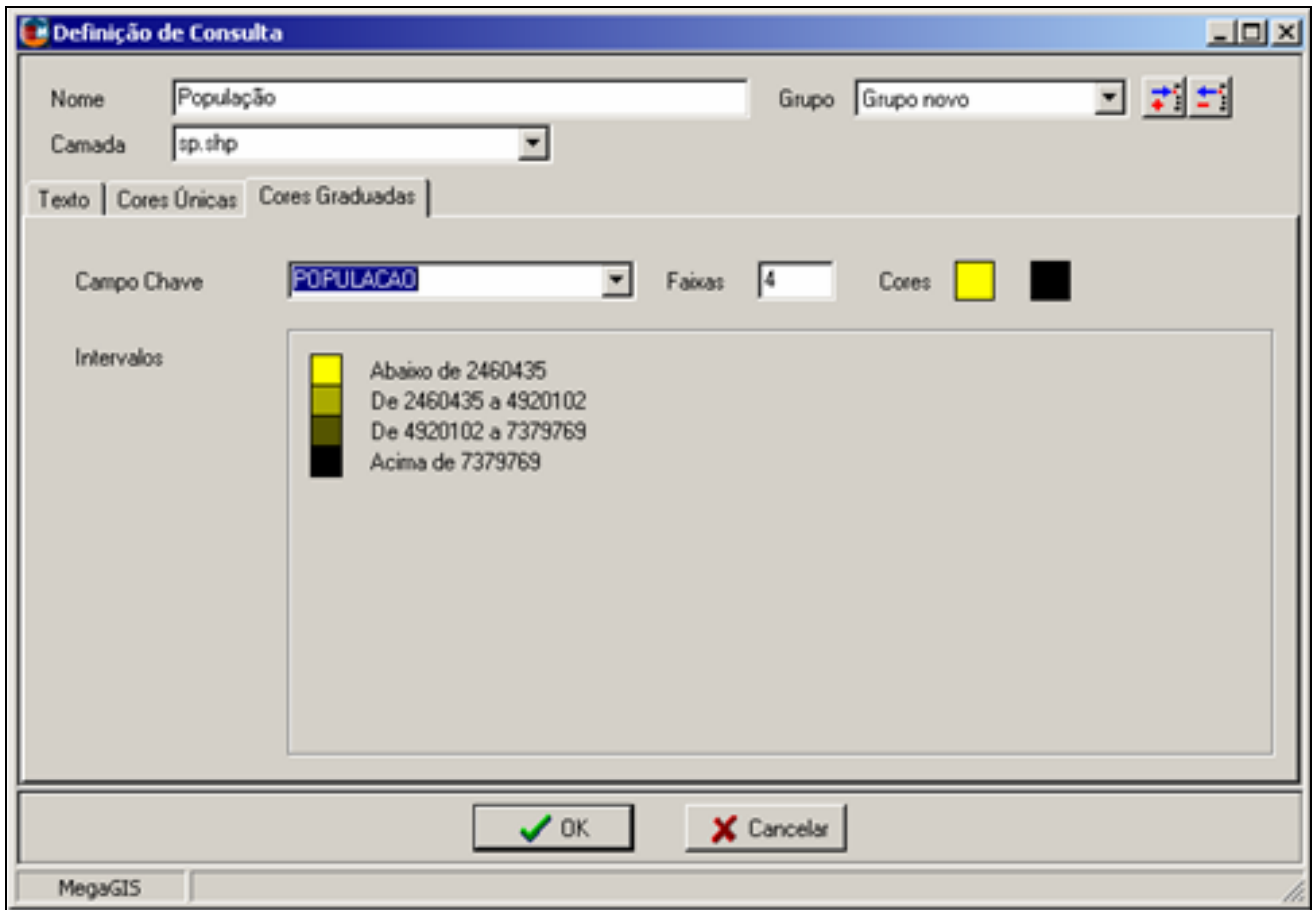 Definição de Consulta
Nome População Grupo Grupo novo
Camada sp.shp
Texto Cores Únicas Cores Graduadas
Campo Chave POPULACAO Faixas 4 Cores
Intervalos
Abaixo de 2460435
De 2460435 a 4920102
De 4920102 a 7379769
Acima de 7379769
OK Cancelar
MegaGIS